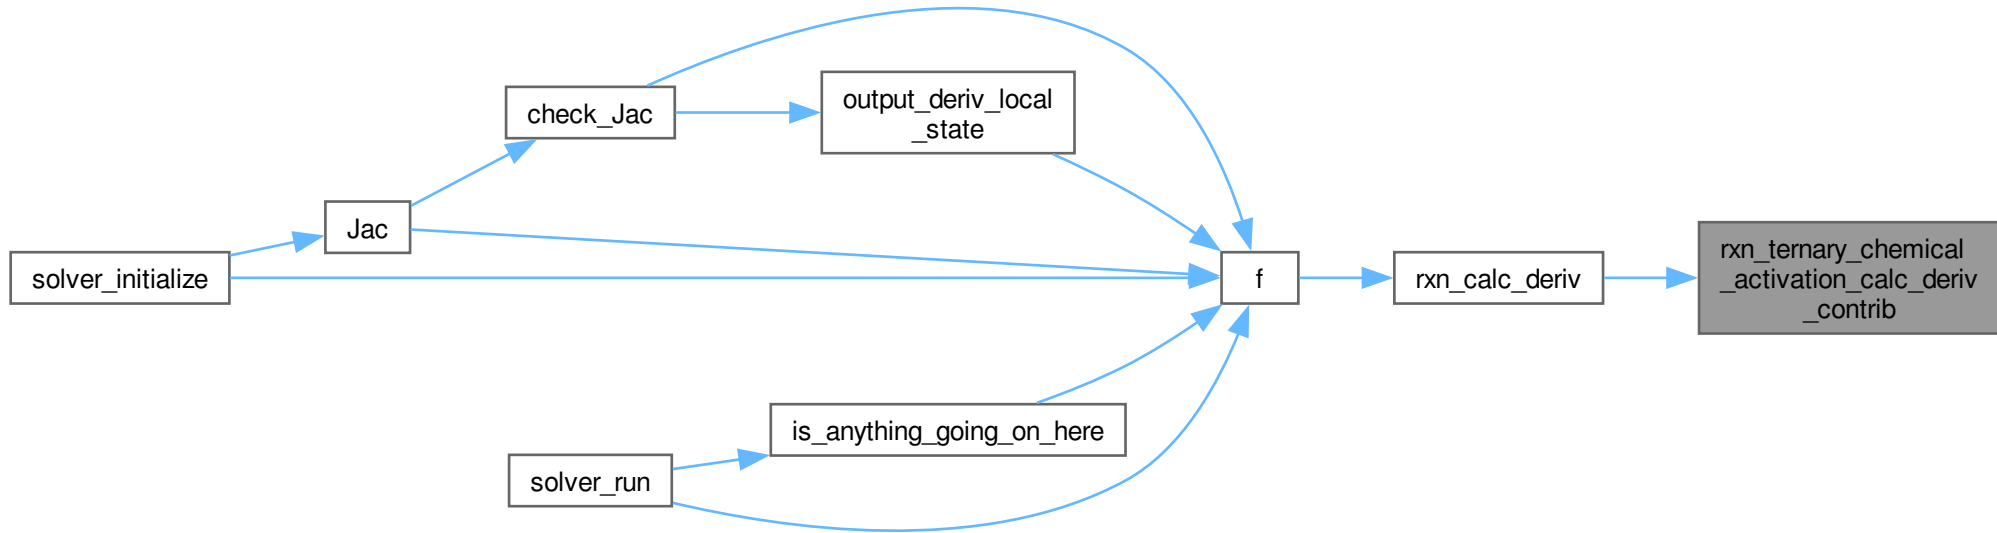 check_Jac
output_deriv_local
_state
Jac
solver_initialize
f
rxn_calc_deriv
rxn_ternary_chemical
_activation_calc_deriv
_contrib
is_anything_going_on_here
solver_run